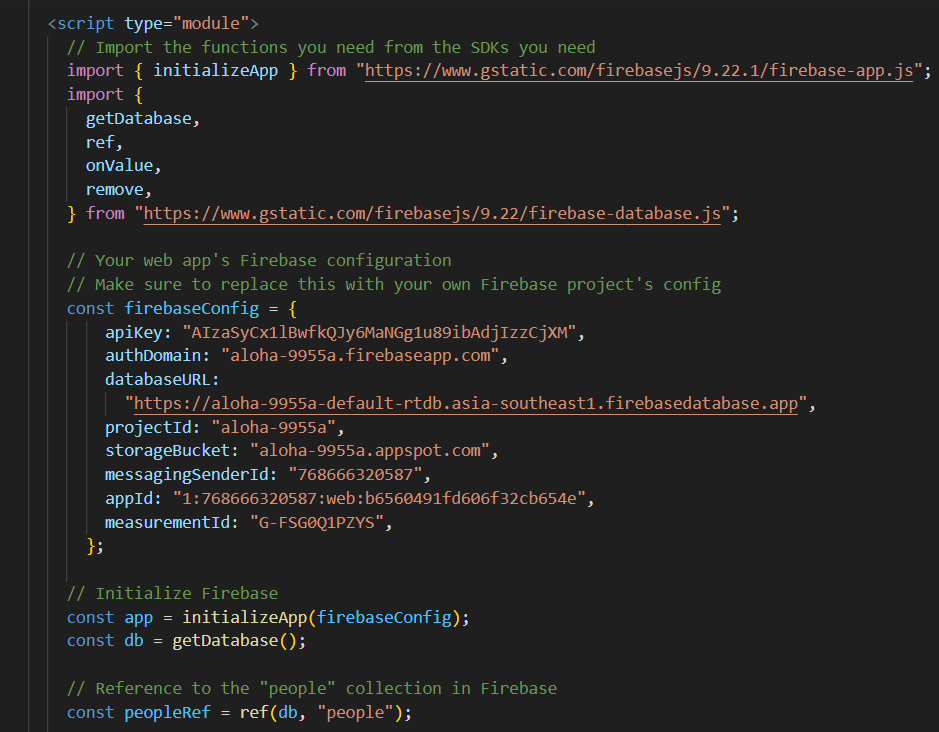 <script type="module">
// Import the functions you need from the SDKs you need
import { initializeApp } from "https://www.gstatic.com/firebasejs/9.22.1/firebase-app.js";
import {
getDatabase,
ref,
onValue,
remove,
} from "https://www.gstatic.com/firebasejs/9.22/firebase-database.js";
// Your web app's Firebase configuration
// Make sure to replace this with your own Firebase project's config
const firebaseConfig = {
apiKey: "AIzaSyCx1lBwfkQJy6MaNGg1u89ibAdjIzzCjXM",
authDomain: "aloha-9955a.firebaseapp.com",
databaseURL:
"https://aloha-9955a-default-rtdb.asia-southeast1.firebasedatabase.app",
projectId: "aloha-9955a",
storageBucket: "aloha-9955a.appspot.com",
messagingSenderId: "768666320587",
appId: "1:768666320587:web:b6560491fd606f32cb654e",
measurementId: "G-FSG0Q1PZYS",
};
// Initialize Firebase
const app = initializeApp(firebaseConfig);
const db = getDatabase();
// Reference to the "people" collection in Firebase
const peopleRef = ref(db, "people");